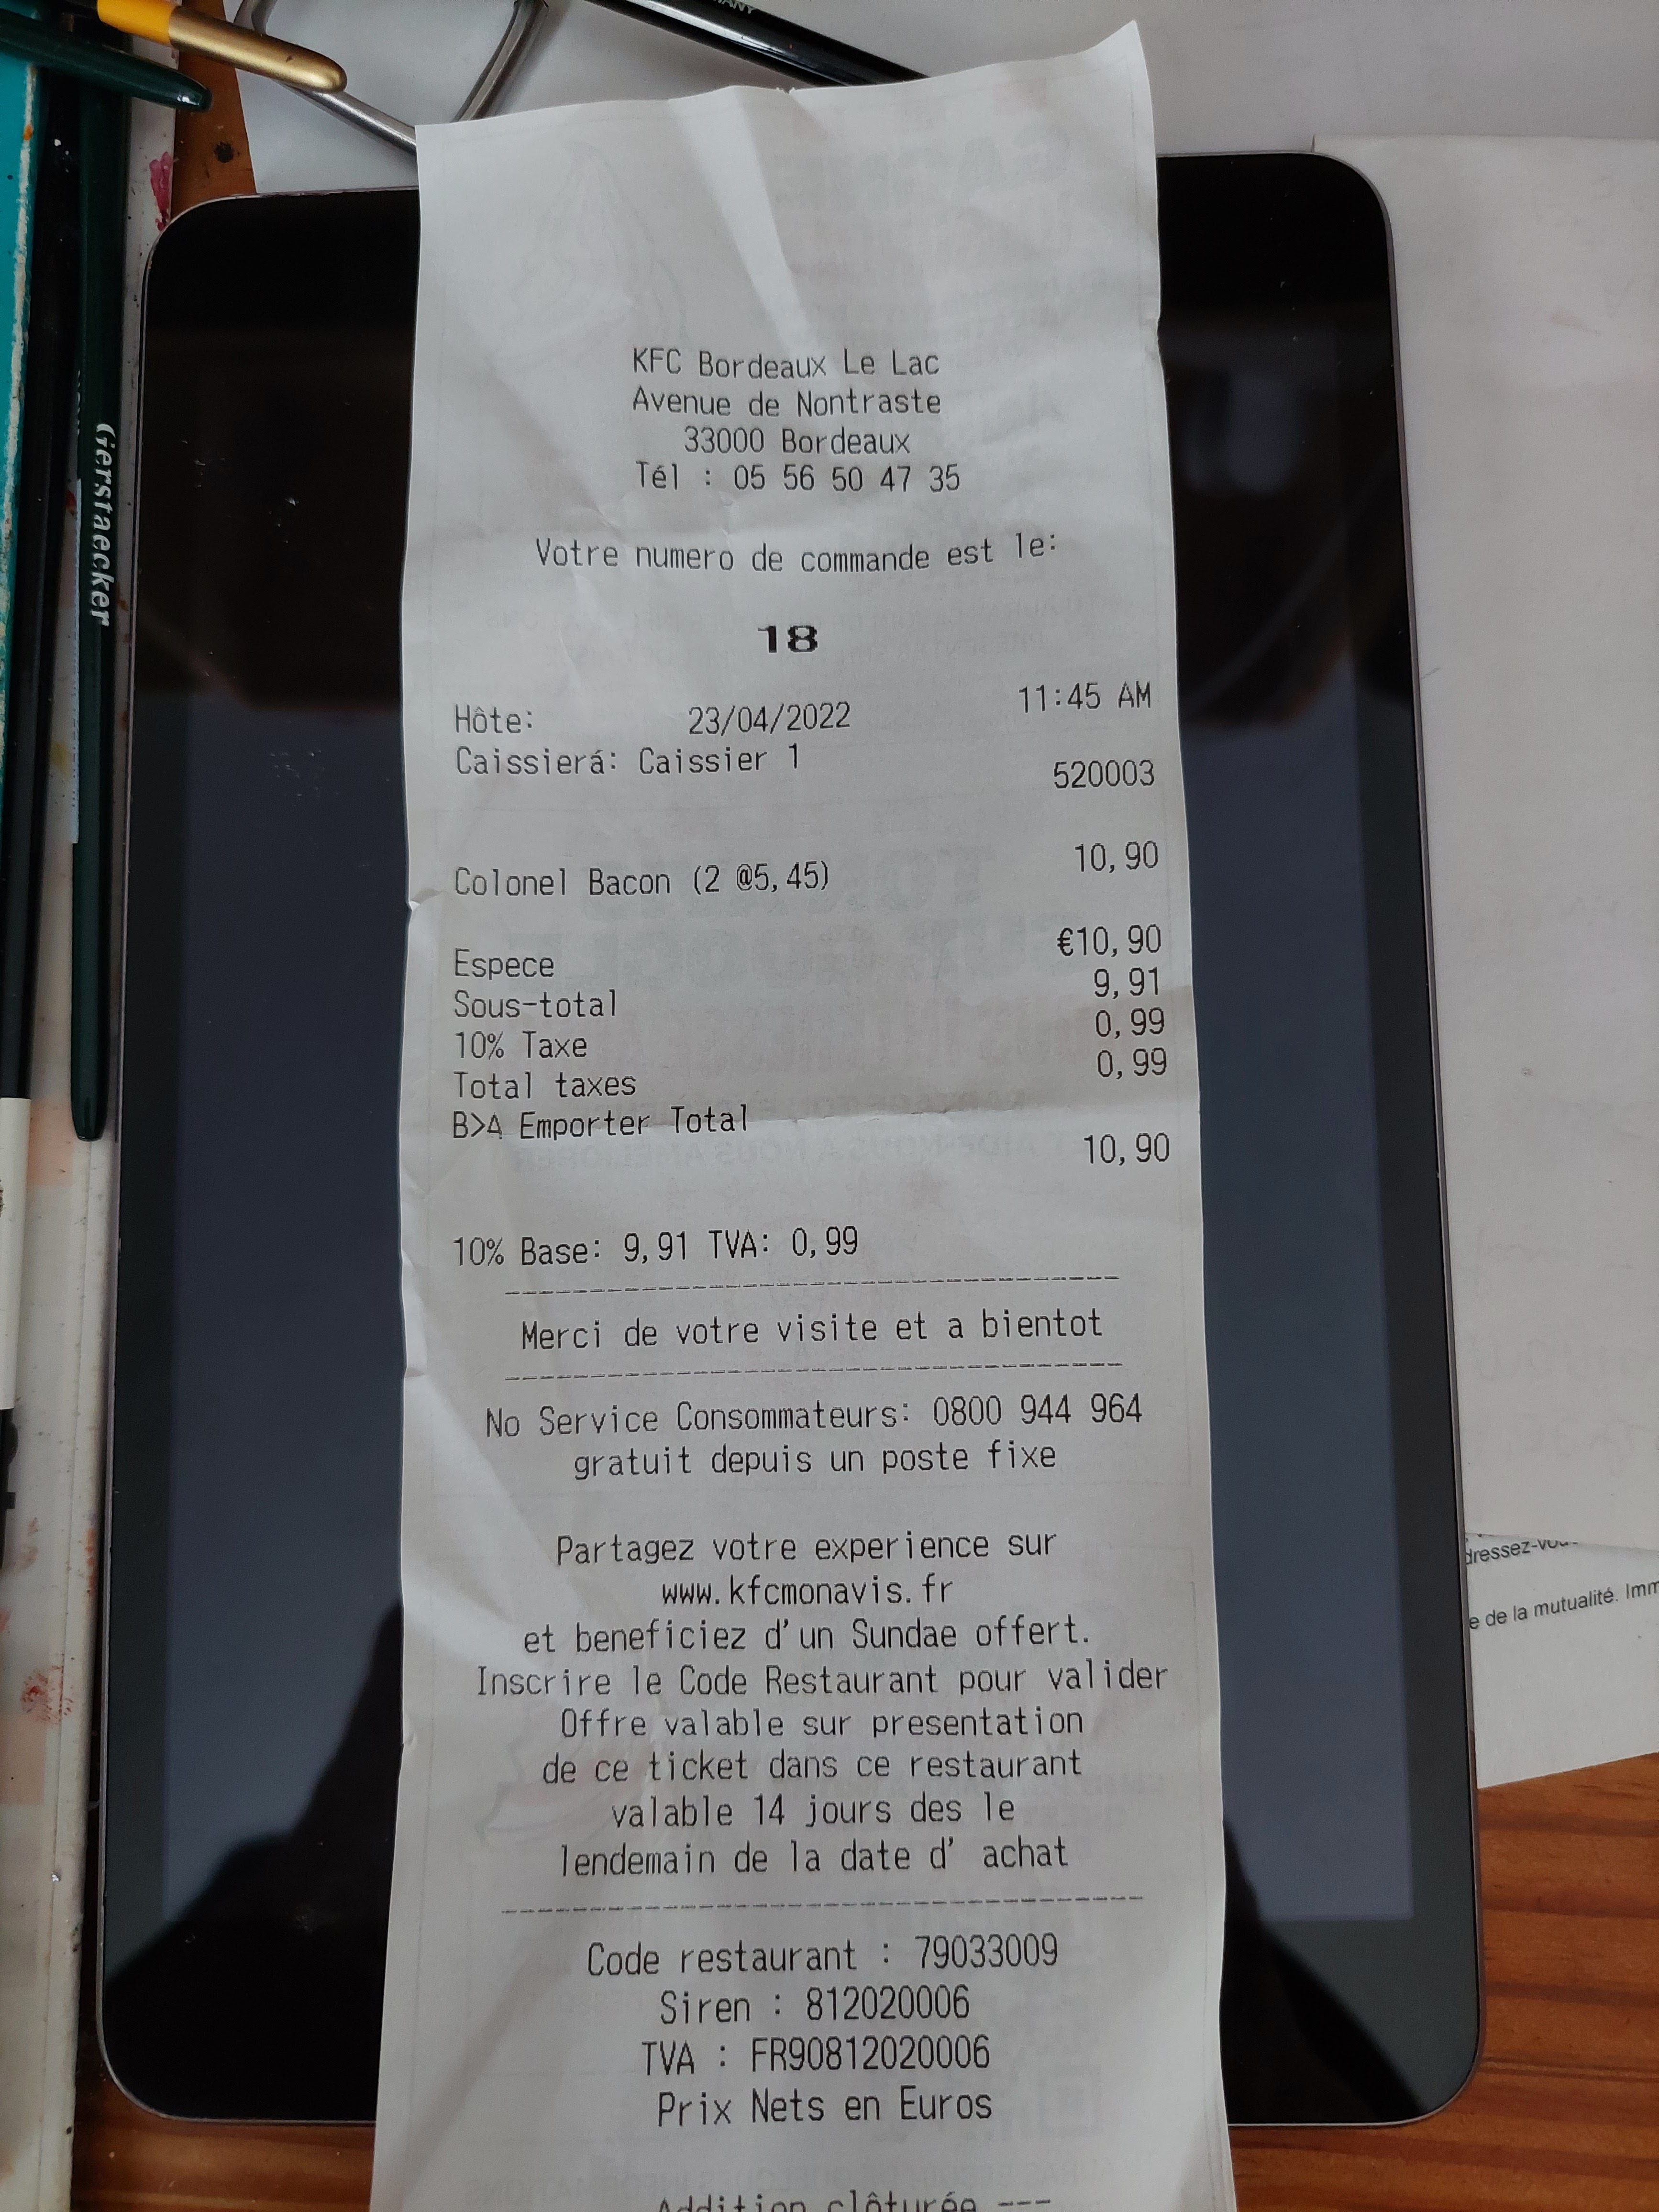 Gerstaecker
KFC Bordeaux Le Lac
Avenue de Nontraste
33000 Bordeaux
Tél : 05 56 50 47 35
Votre numero de commande est le:
18
Hôte: 23/04/2022 11:45 AM
Caissierá: Caissier 1 520003
Colonel Bacon (2 @5,45) 10,90
Espece €10,90
Sous-total 9,91
10% Taxe 0,99
Total taxes 0,99
B>A Emporter Total 10,90
10% Base: 9,91 TVA: 0,99
Merci de votre visite et a bientot
No Service Consommateurs: 0800 944 964
gratuit depuis un poste fixe
Partagez votre experience sur
www.kfcmonavis.fr
et beneficiez d'un Sundae offert.
Inscrire le Code Restaurant pour valider
Offre valable sur presentation
de ce ticket dans ce restaurant
valable 14 jours des le
lendemain de la date d' achat
Code restaurant : 79033009
Siren : 812020006
TVA : FR90812020006
Prix Nets en Euros
Addition clôturée ---
e de la mutualité. Imm